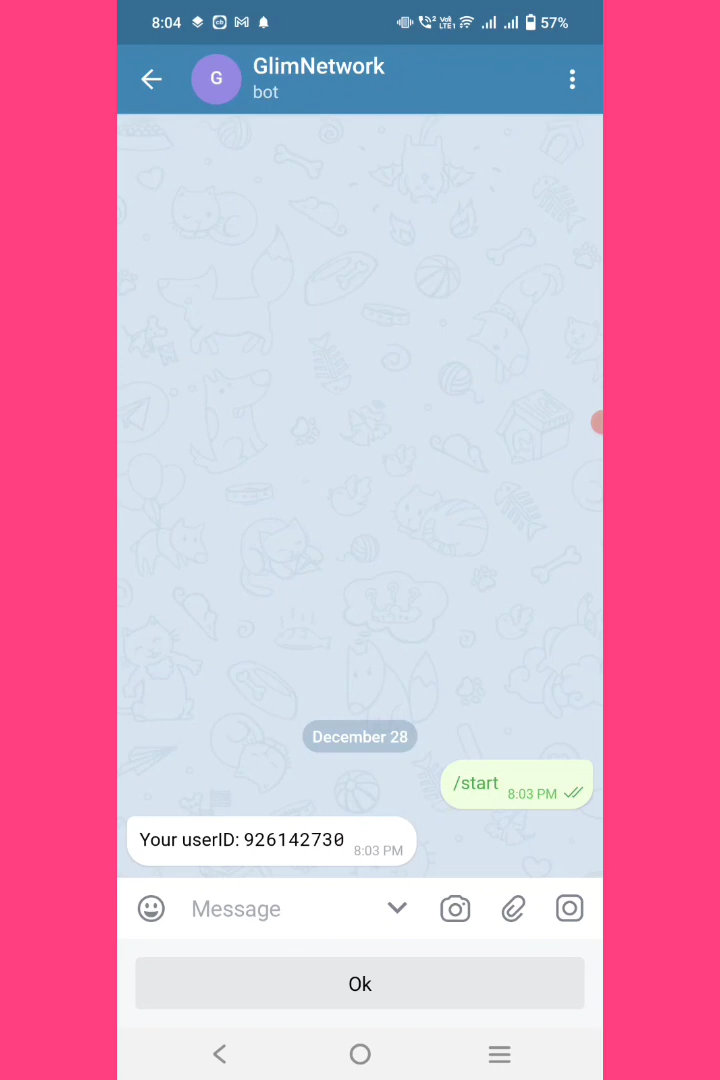 8:04 57%
G
GlimNetwork
bot
December 28
/start 8:03 PM
Your userID: 926142730 8:03 PM
Message
Ok